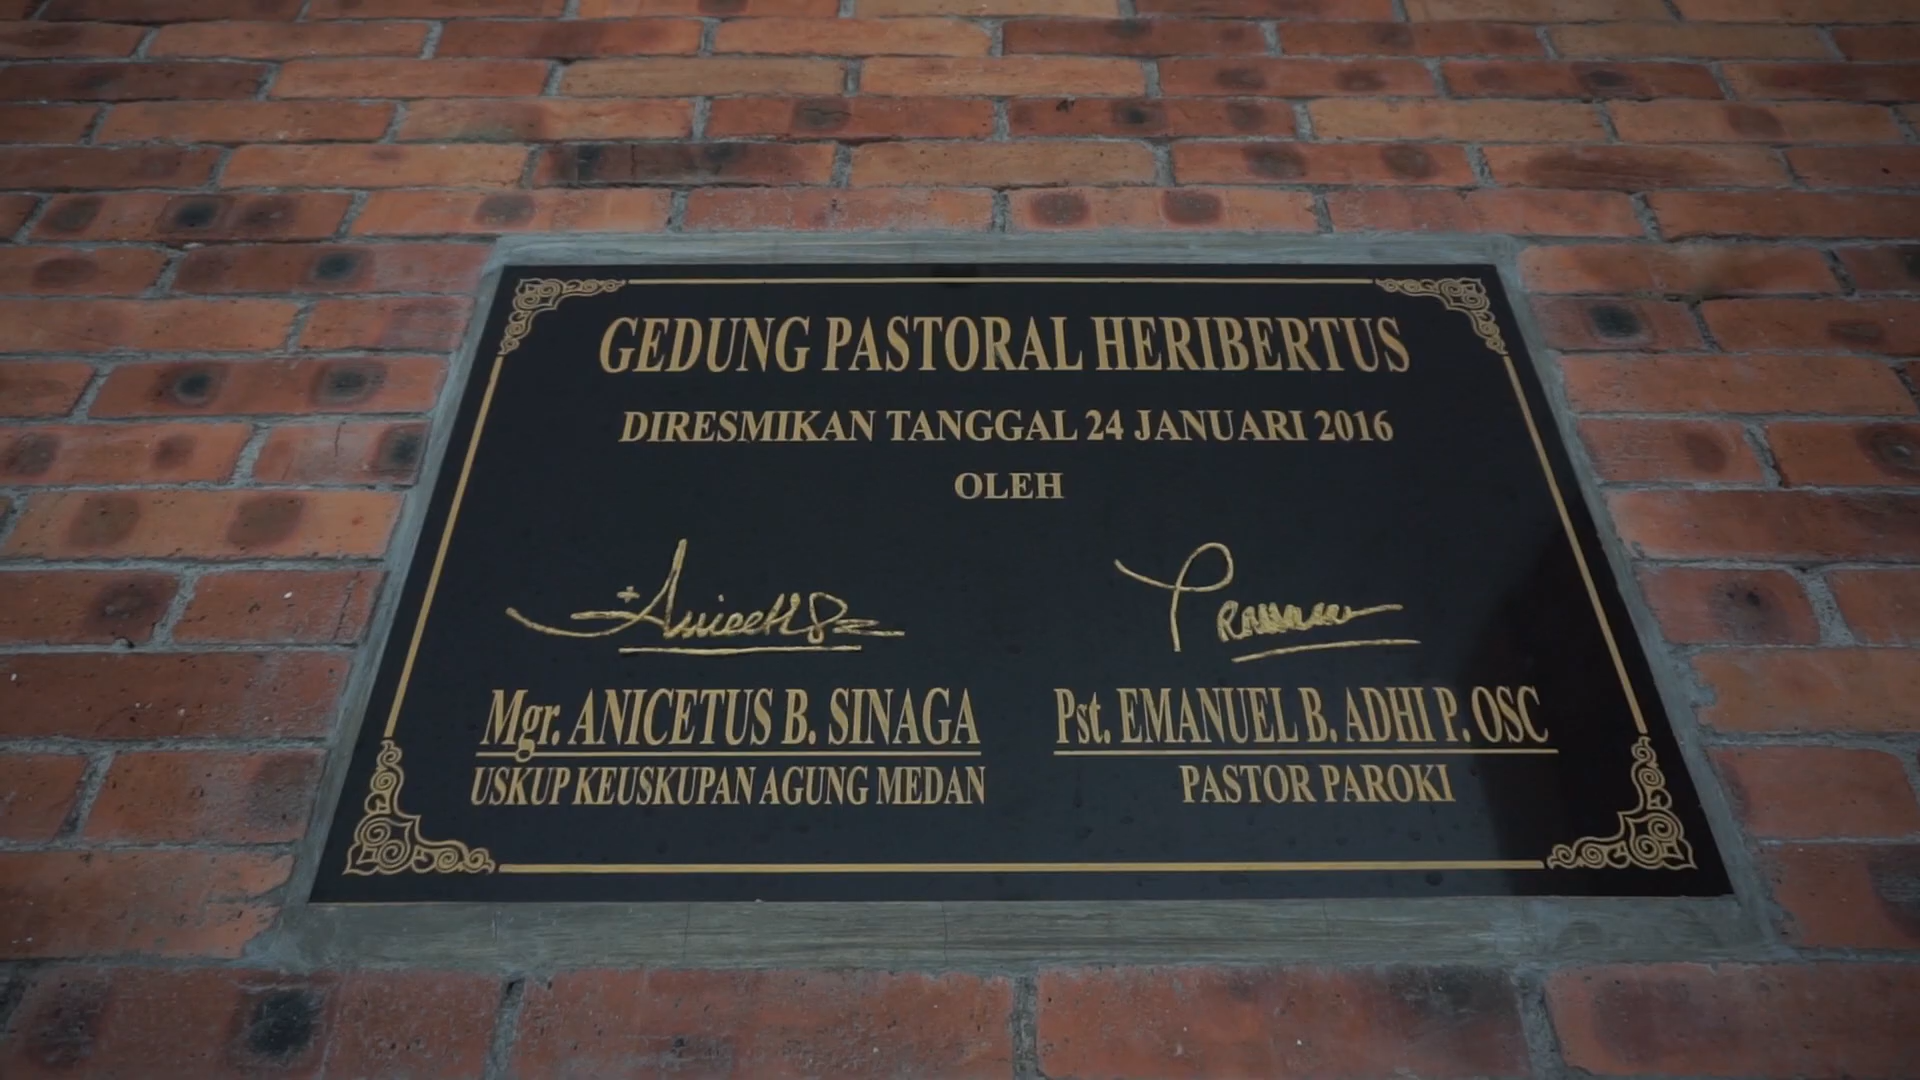 GEDUNG PASTORAL HERIBERTUS
DIRESMIKAN TANGGAL 24 JANUARI 2016
OLEH
Mgr. ANICETUS B. SINAGA
USKUP KEUSKUPAN AGUNG MEDAN
Pst. EMANUEL B. ADHI P. OSC
PASTOR PAROKI